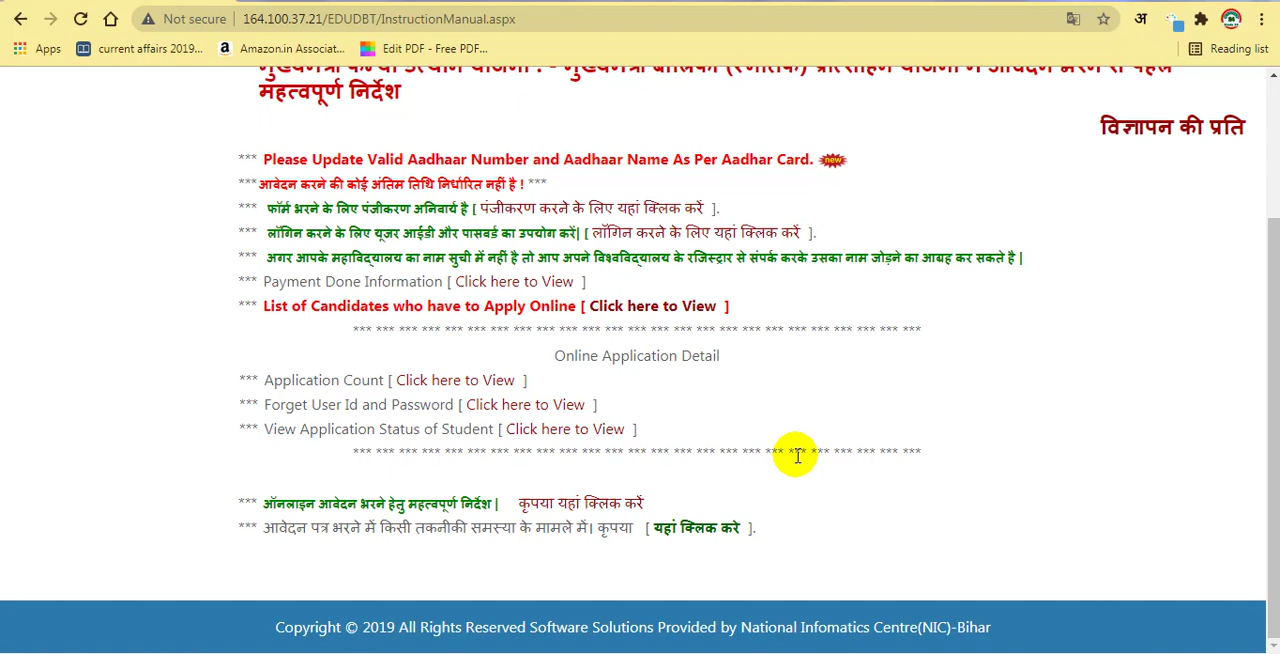 Not secure | 164.100.37.21/EDUDBT/InstructionManual.aspx
Apps current affairs 2019... Amazon.in Associat... Edit PDF - Free PDF... Reading list
महत्वपूर्ण निर्देश
विज्ञापन की प्रति
*** Please Update Valid Aadhaar Number and Aadhaar Name As Per Aadhar Card. new
***आवेदन करने की कोई अंतिम तिथि निर्धारित नहीं है ! ***
*** फॉर्म भरने के लिए पंजीकरण अनिवार्य है [ पंजीकरण करने के लिए यहां क्लिक करें ].
*** लॉगिन करने के लिए यूजर आईडी और पासवर्ड का उपयोग करें| [ लॉगिन करने के लिए यहां क्लिक करें ].
*** अगर आपके महाविद्यालय का नाम सुची में नहीं है तो आप अपने विश्वविद्यालय के रजिस्ट्रार से संपर्क करके उसका नाम जोड़ने का आग्रह कर सकते है |
*** Payment Done Information [ Click here to View ]
*** List of Candidates who have to Apply Online [ Click here to View ]
*** *** *** *** *** *** *** *** *** *** *** *** *** *** *** *** *** *** *** *** *** *** *** *** ***
Online Application Detail
*** Application Count [ Click here to View ]
*** Forget User Id and Password [ Click here to View ]
*** View Application Status of Student [ Click here to View ]
*** *** *** *** *** *** *** *** *** *** *** *** *** *** *** *** *** *** *** *** *** *** *** *** ***
*** ऑनलाइन आवेदन भरने हेतु महत्वपूर्ण निर्देश | कृपया यहां क्लिक करें
*** आवेदन पत्र भरने में किसी तकनीकी समस्या के मामले में। कृपया [ यहां क्लिक करे ].
Copyright © 2019 All Rights Reserved Software Solutions Provided by National Infomatics Centre(NIC)-Bihar